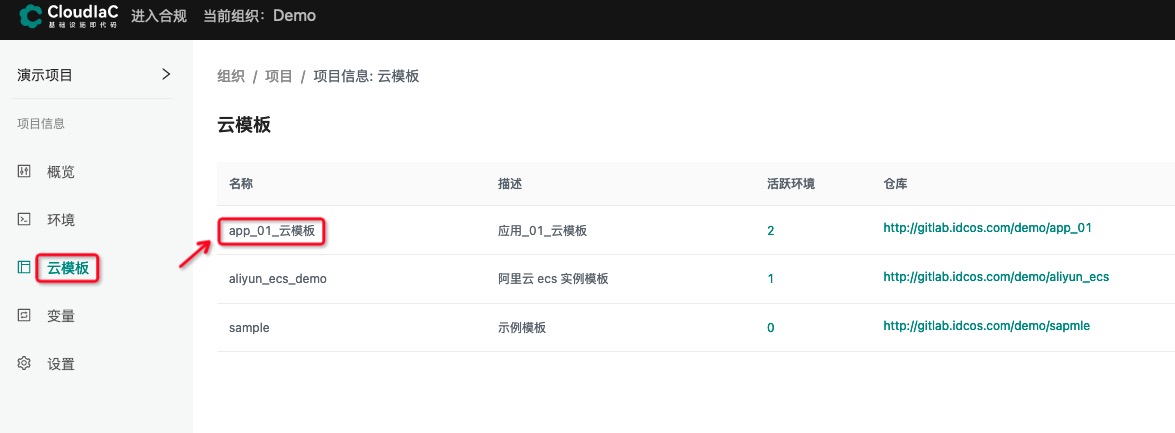 CloudIaC
基础设施即代码
进入合规 当前组织：Demo
演示项目
项目信息
概览
环境
云模板
变量
设置
组织 / 项目 / 项目信息: 云模板
云模板
名称 描述 活跃环境 仓库
app_01_云模板 应用_01_云模板 2 http://gitlab.idcos.com/demo/app_01
aliyun_ecs_demo 阿里云 ecs 实例模板 1 http://gitlab.idcos.com/demo/aliyun_ecs
sample 示例模板 0 http://gitlab.idcos.com/demo/sapmle